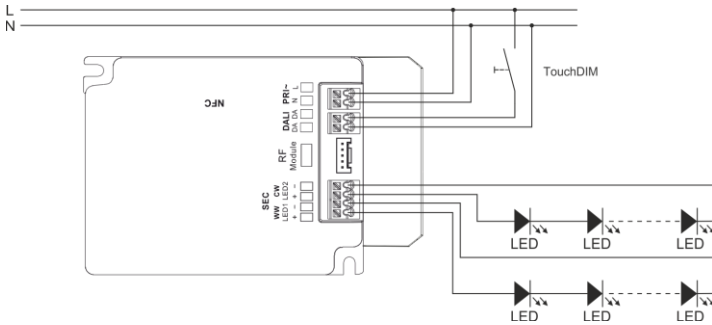 L
N
TouchDIM
NFC
PRI~ L
N
DALI DA
DA
RF
Module
SEC
CW LED2 -
+
WW LED1 -
+
LED LED LED
LED LED LED